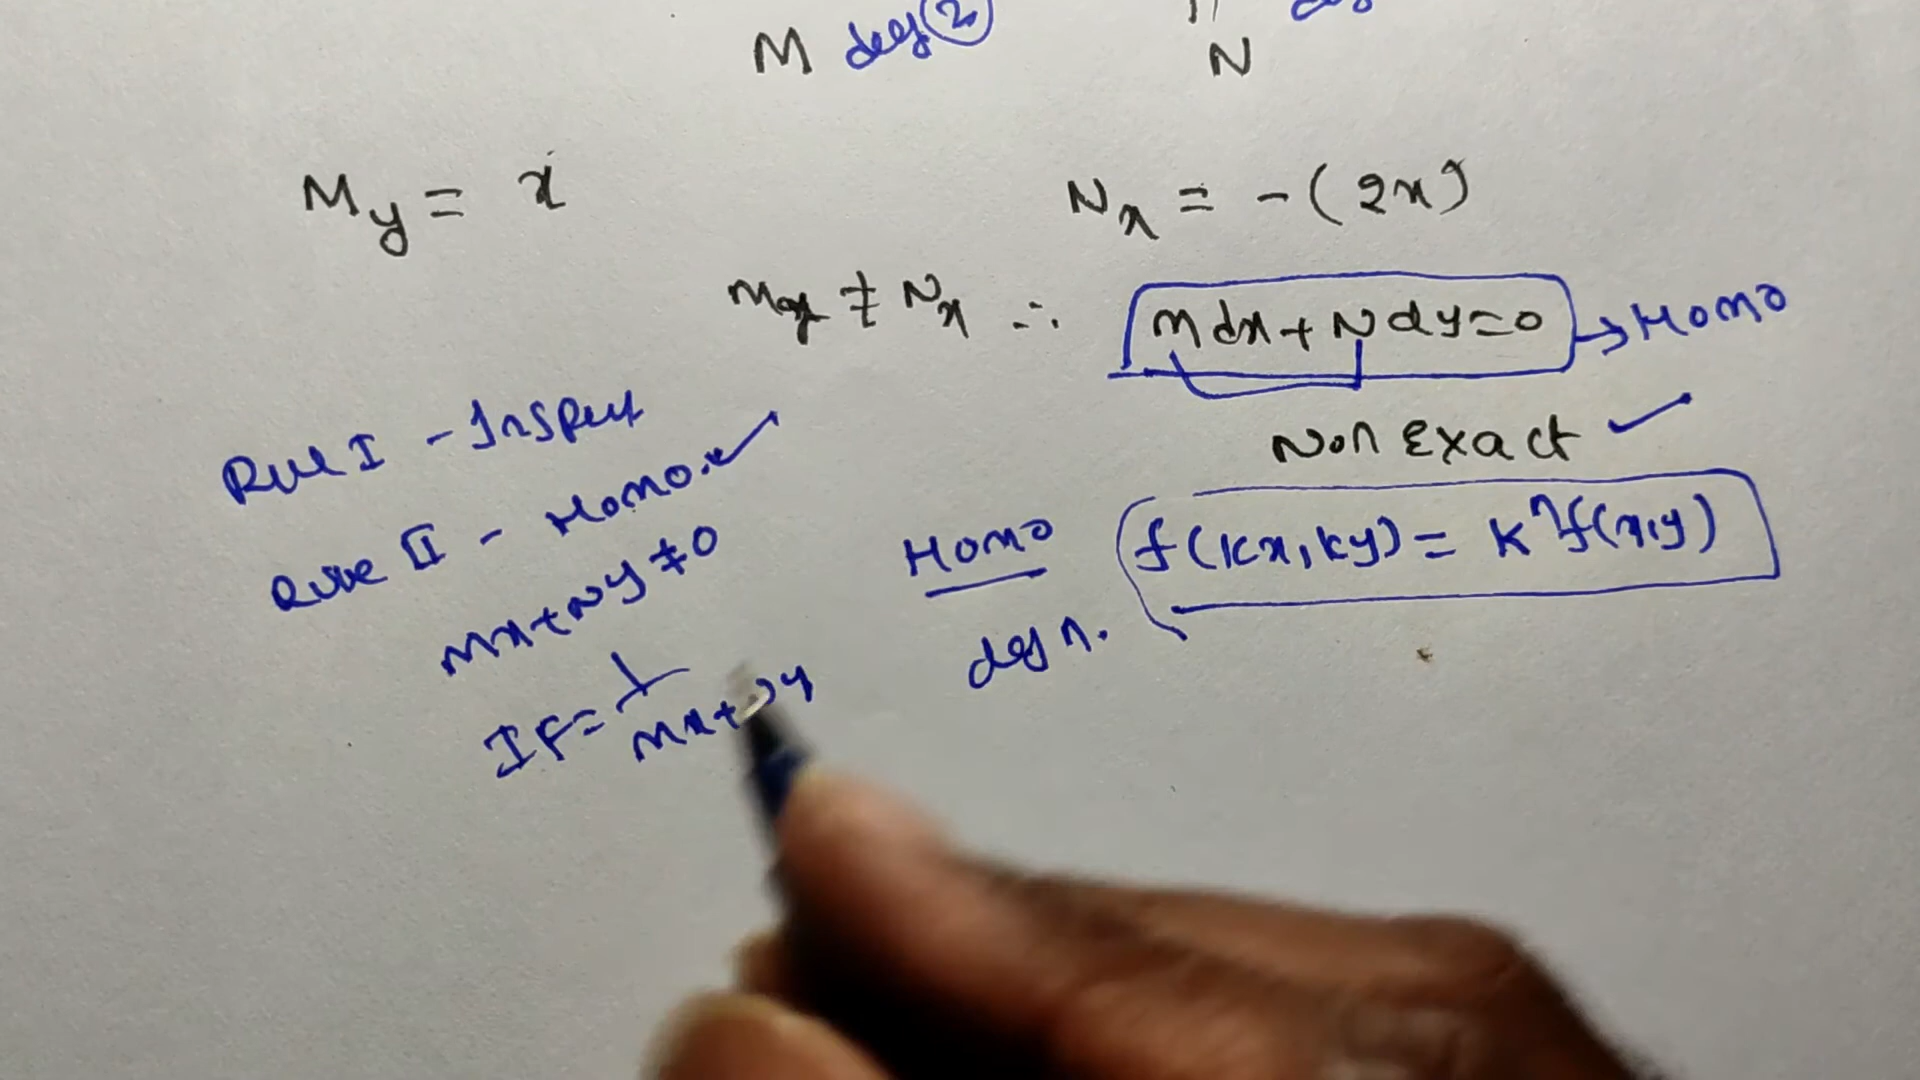 M deg ②
N
My = x
Nx = -(2x)
My ≠ Nx ∴ Mdx+Ndy=0 → Homo
Non Exact ✓
Rule I - Inspect
Rule II - Homo. ✓
Mx+Ny≠0
IF = 1/Mx+Ny
Homo f(kx,ky) = k^n f(x,y)
deg n.